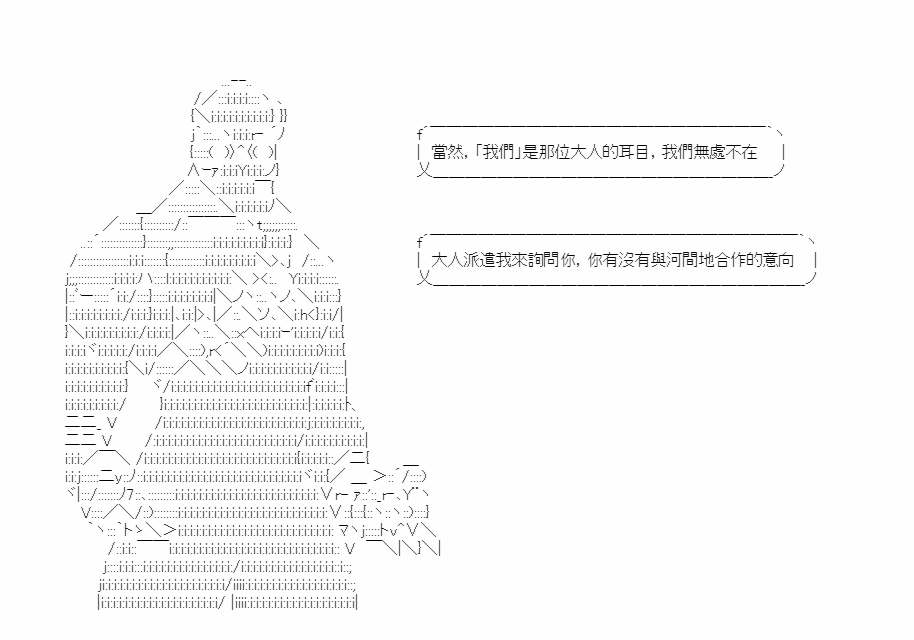 當然，「我們」是那位大人的耳目，我們無處不在
大人派遣我來詢問你，你有沒有與河間地合作的意向